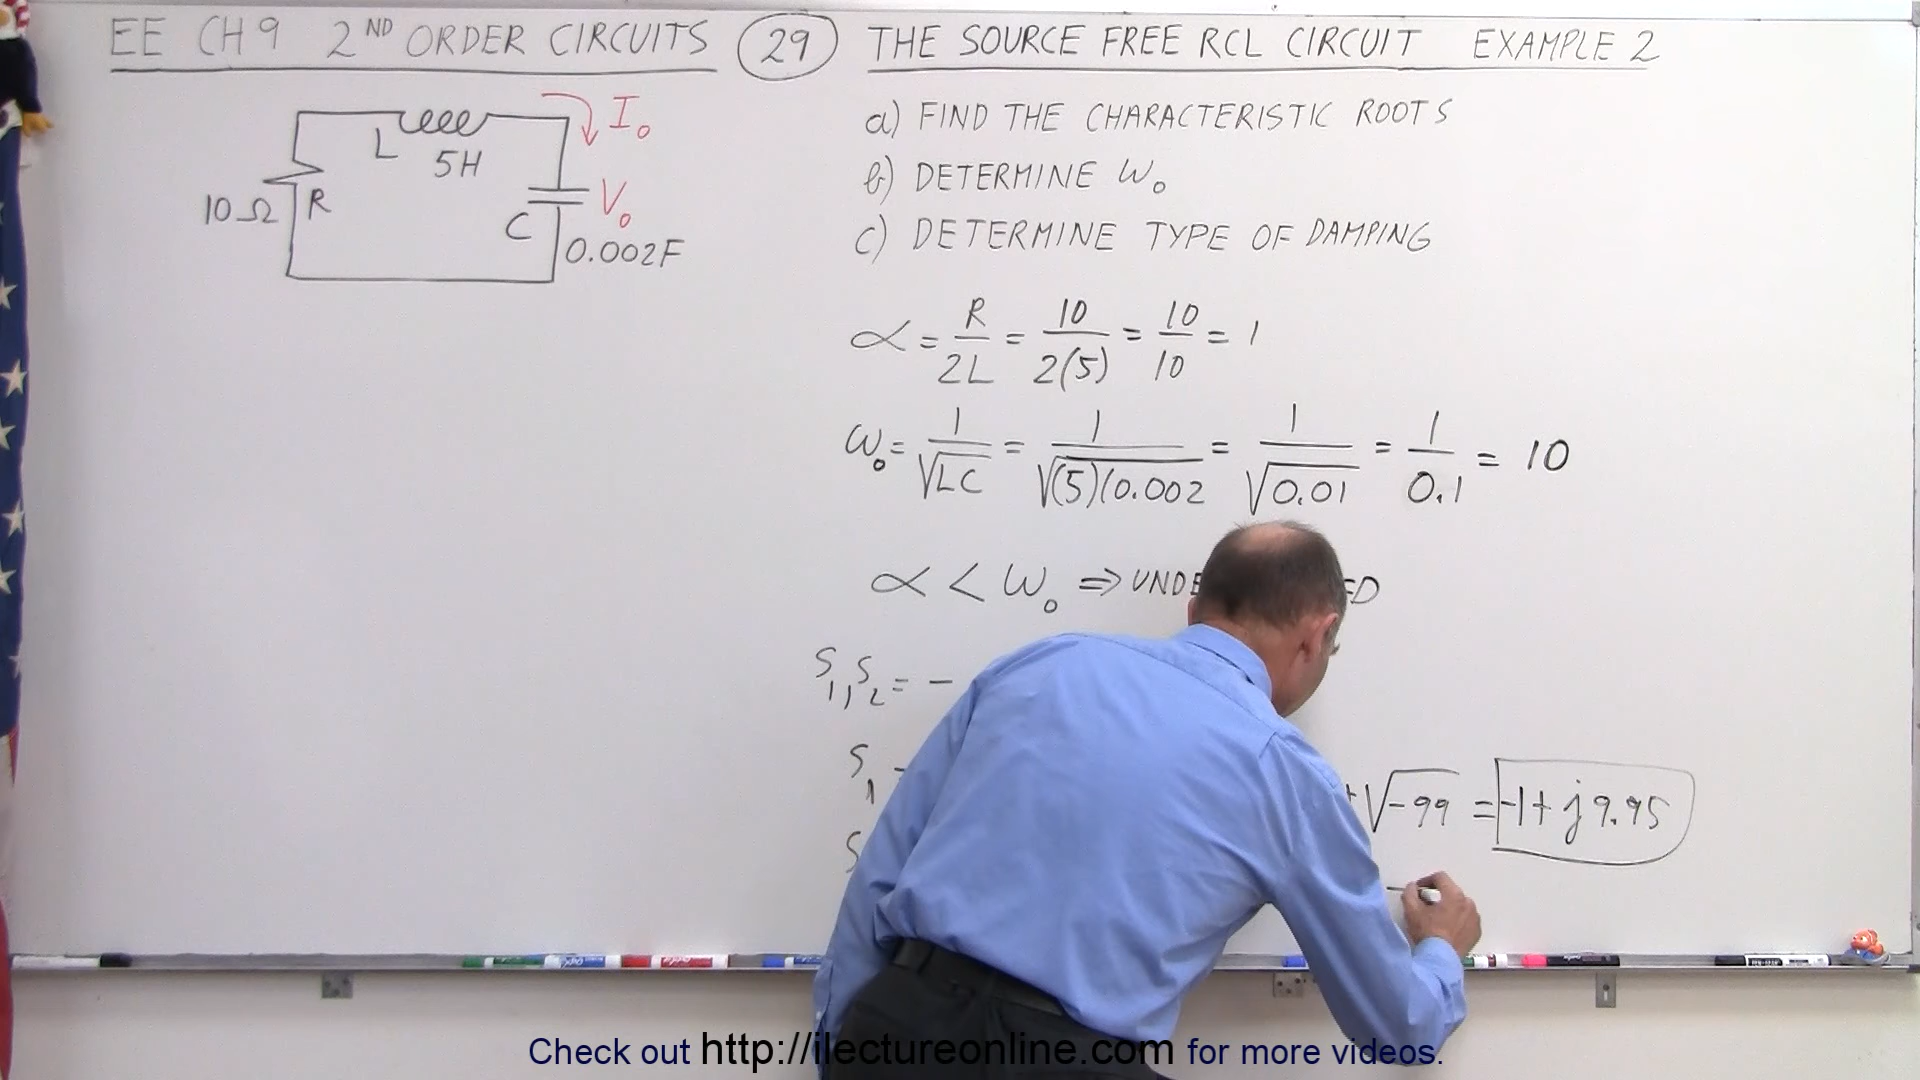 EE CH 9 2ND ORDER CIRCUITS 29 THE SOURCE FREE RCL CIRCUIT EXAMPLE 2
I₀
L
5H
10Ω R
V₀
C
0.002F
a) FIND THE CHARACTERISTIC ROOTS
b) DETERMINE ω₀
c) DETERMINE TYPE OF DAMPING
α = R/2L = 10/2(5) = 10/10 = 1
ω₀ = 1/√LC = 1/√(5)(0.002 = 1/√0.01 = 1/0.1 = 10
α < ω₀ ⇒ UNDE ED
S₁, S₂ = -
S₁ √-99 = -1 + j 9.95
S
Check out http://ilectureonline.com for more videos.